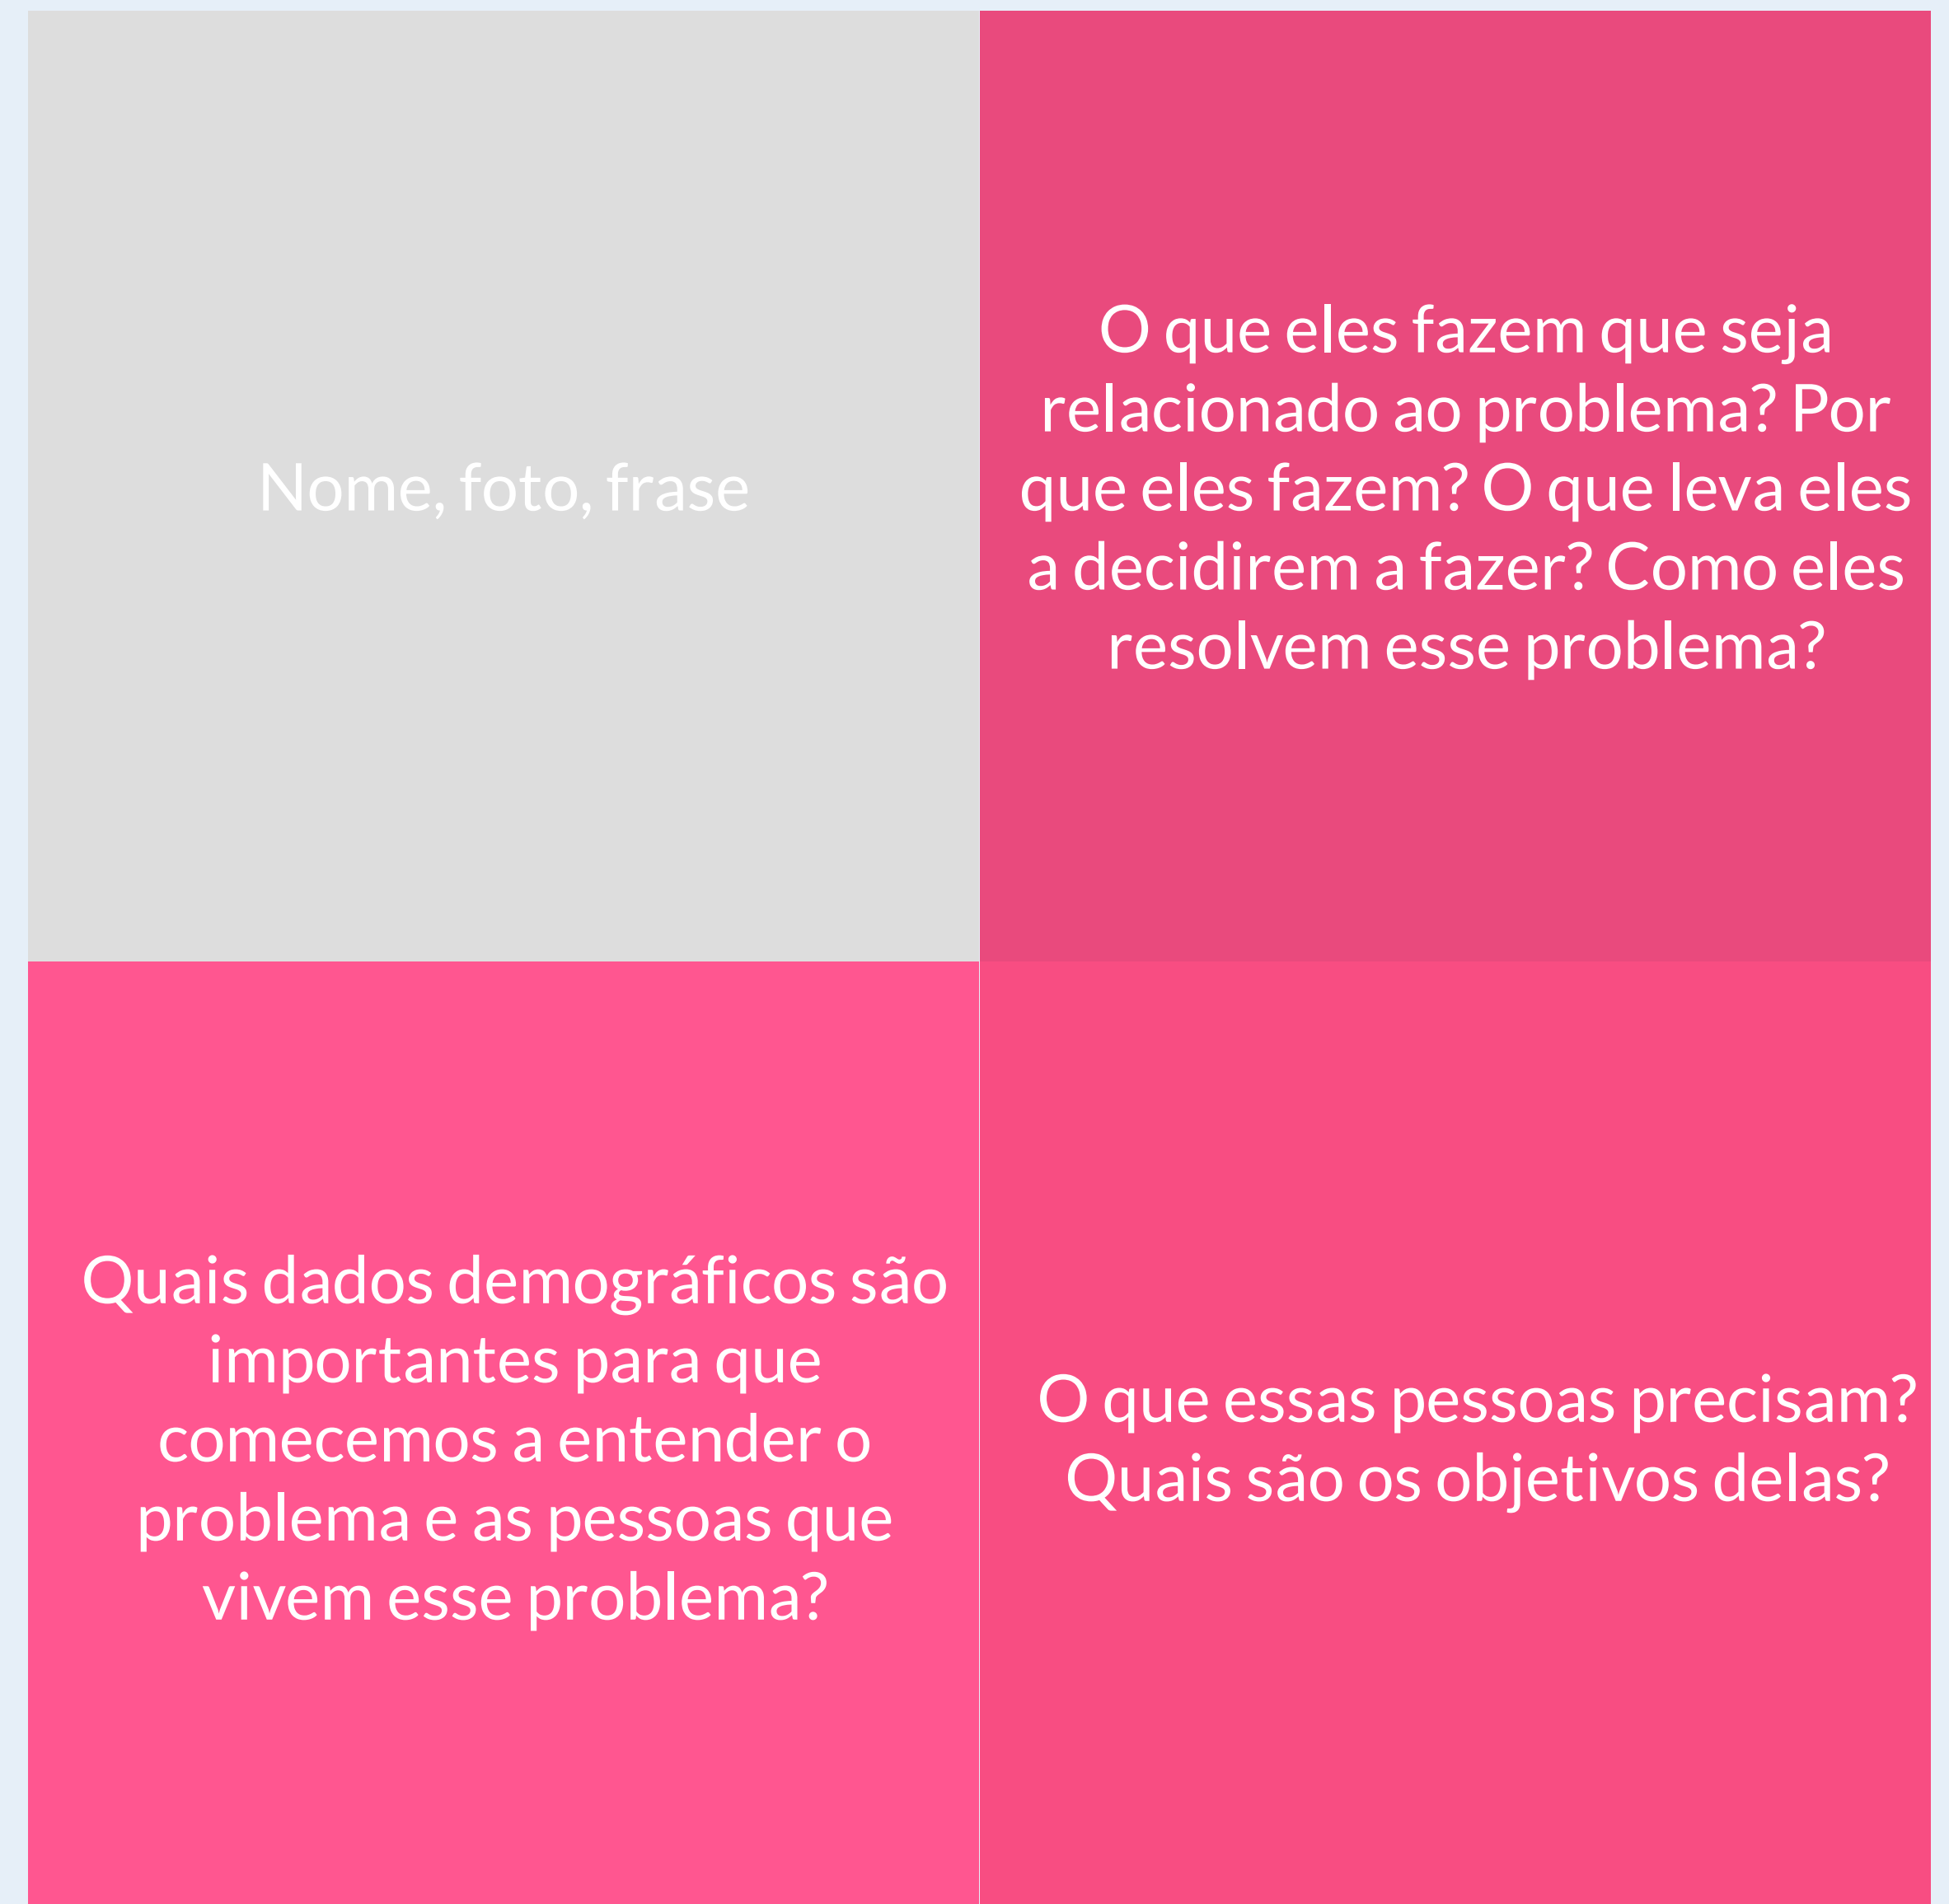 Nome, foto, frase
O que eles fazem que seja
relacionado ao problema? Por
que eles fazem? O que leva eles
a decidirem a fazer? Como eles
resolvem esse problema?
Quais dados demográficos são
importantes para que
comecemos a entender o
problema e as pessoas que
vivem esse problema?
O que essas pessoas precisam?
Quais são os objetivos delas?